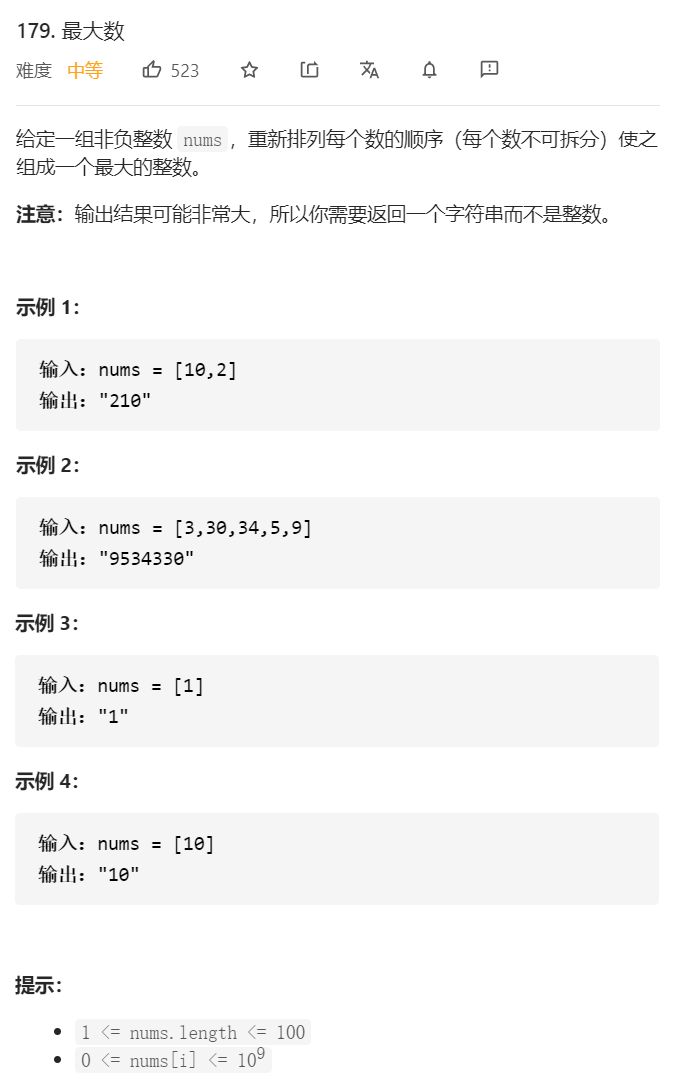 179. 最大数
难度 中等 523
给定一组非负整数 nums，重新排列每个数的顺序（每个数不可拆分）使之
组成一个最大的整数。
注意：输出结果可能非常大，所以你需要返回一个字符串而不是整数。
示例 1：
输入：nums = [10,2]
输出："210"
示例 2：
输入：nums = [3,30,34,5,9]
输出："9534330"
示例 3：
输入：nums = [1]
输出："1"
示例 4：
输入：nums = [10]
输出："10"
提示：
• 1 <= nums.length <= 100
• 0 <= nums[i] <= 10⁹